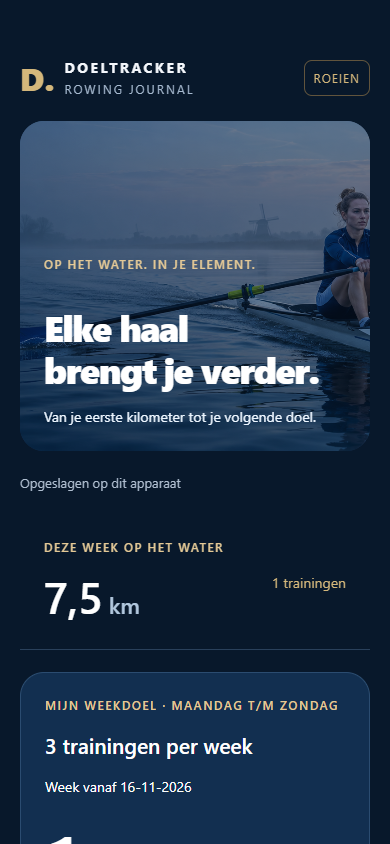 D.
DOELTRACKER
ROWING JOURNAL
ROEIEN
OP HET WATER. IN JE ELEMENT.
Elke haal
brengt je verder.
Van je eerste kilometer tot je volgende doel.
Opgeslagen op dit apparaat
DEZE WEEK OP HET WATER
7,5 km
1 trainingen
MIJN WEEKDOEL · MAANDAG T/M ZONDAG
3 trainingen per week
Week vanaf 16-11-2026